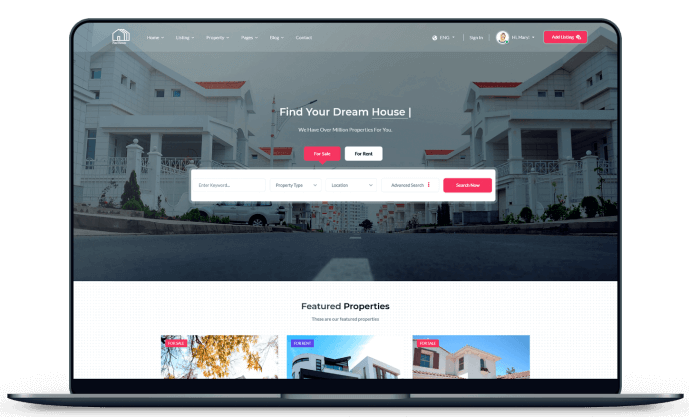 Home Listing Property Pages Blog Contact ENG Sign In Hi, Mary! Add Listing
Find Your Dream House |
We Have Over Million Properties For You.
For Sale For Rent
Enter Keyword... Property Type Location Advanced Search Search Now
Featured Properties
These are our featured properties
FOR SALE FOR RENT FOR SALE